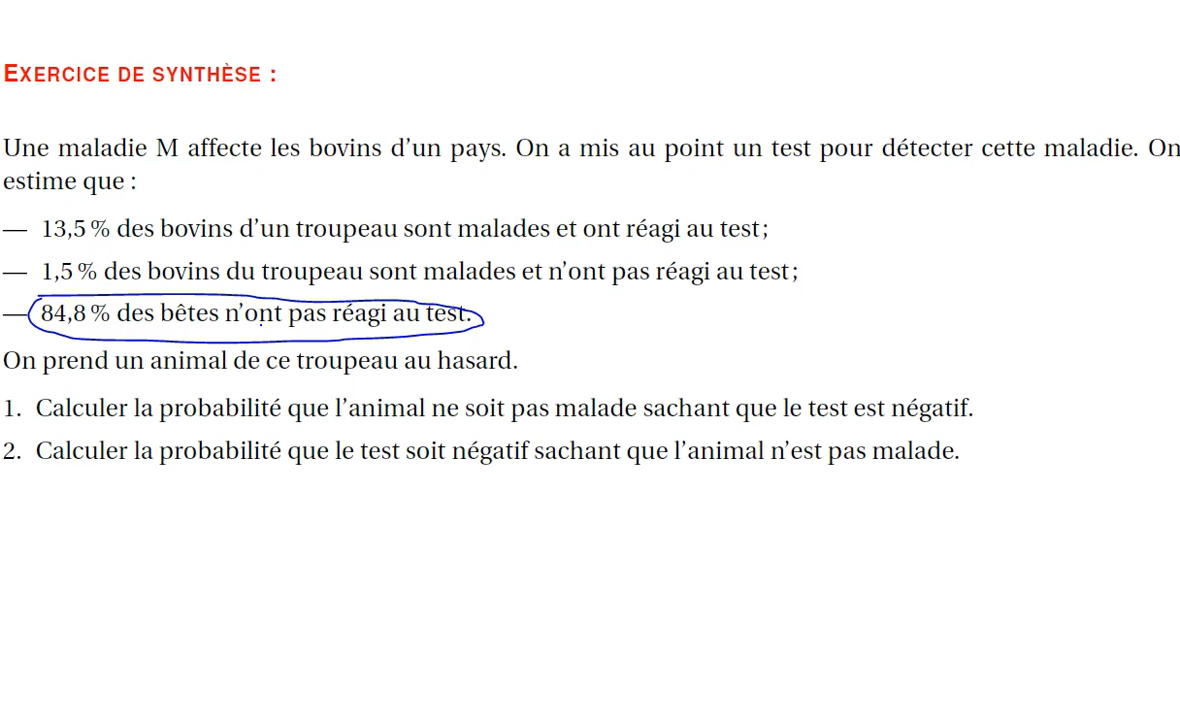 EXERCICE DE SYNTHÈSE :
Une maladie M affecte les bovins d'un pays. On a mis au point un test pour détecter cette maladie. On
estime que :
— 13,5 % des bovins d'un troupeau sont malades et ont réagi au test ;
— 1,5 % des bovins du troupeau sont malades et n'ont pas réagi au test ;
— 84,8 % des bêtes n'ont pas réagi au test.
On prend un animal de ce troupeau au hasard.
1. Calculer la probabilité que l'animal ne soit pas malade sachant que le test est négatif.
2. Calculer la probabilité que le test soit négatif sachant que l'animal n'est pas malade.